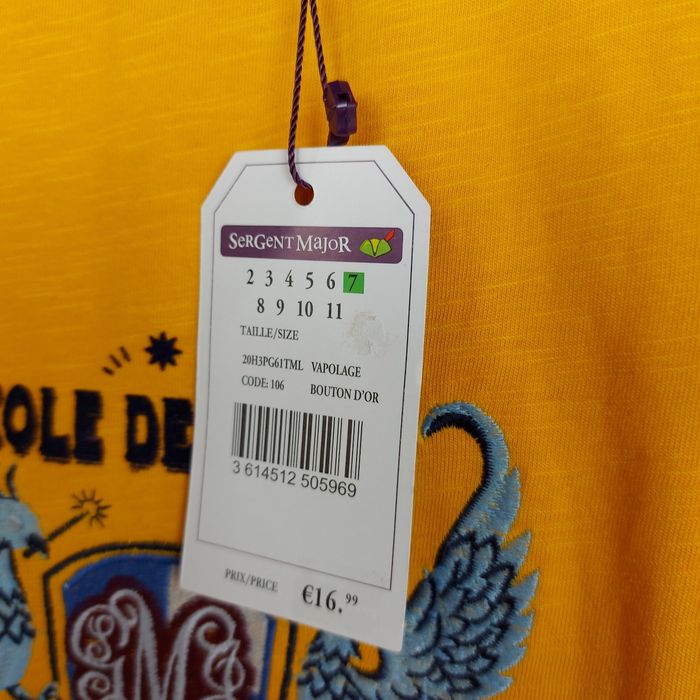 SERGENT MAJOR
2 3 4 5 6 7
8 9 10 11
TAILLE/SIZE
20H3PG61TML VAPOLAGE
CODE: 106 BOUTON D'OR
3 614512 505969
PRIX/PRICE €16.99
OLE DE
M